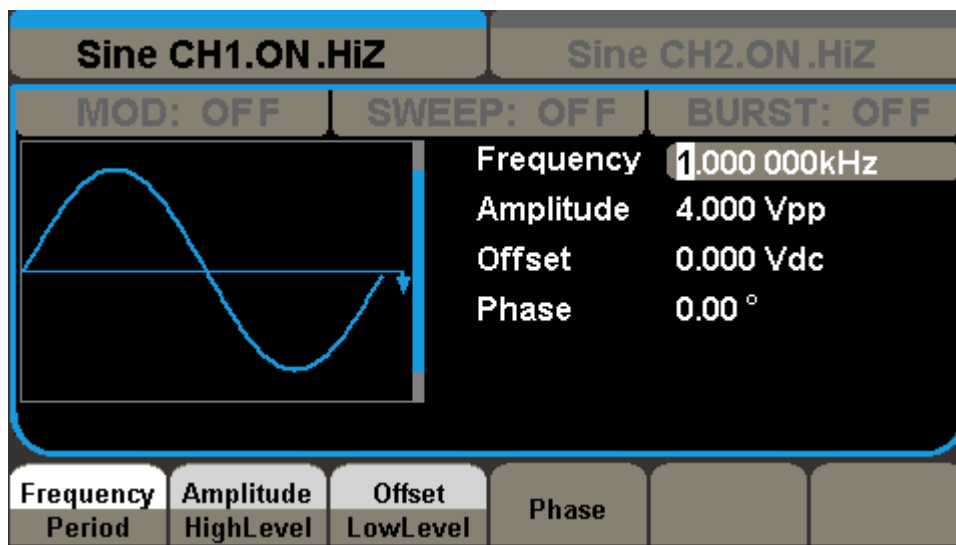 Sine CH1.ON.HiZ
Sine CH2.ON.HiZ
MOD: OFF
SWEEP: OFF
BURST: OFF
Frequency 1.000 000kHz
Amplitude 4.000 Vpp
Offset 0.000 Vdc
Phase 0.00 °
Frequency
Period
Amplitude
HighLevel
Offset
LowLevel
Phase